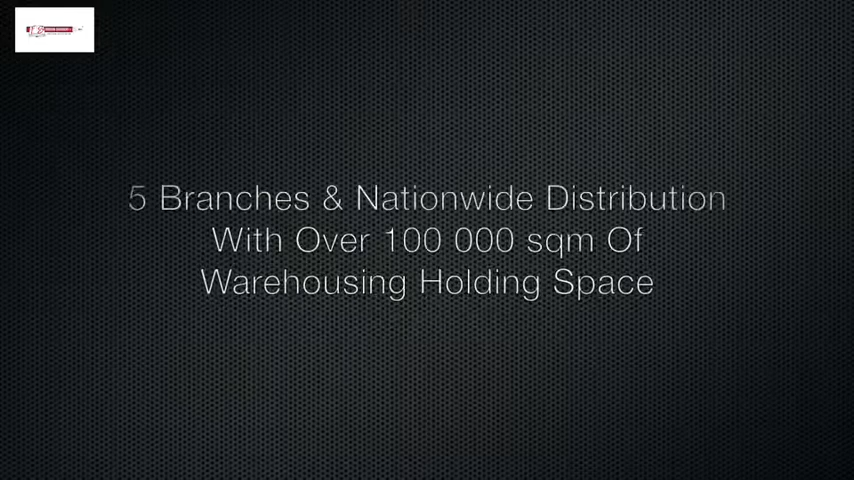 5 Branches & Nationwide Distribution
With Over 100 000 sqm Of
Warehousing Holding Space